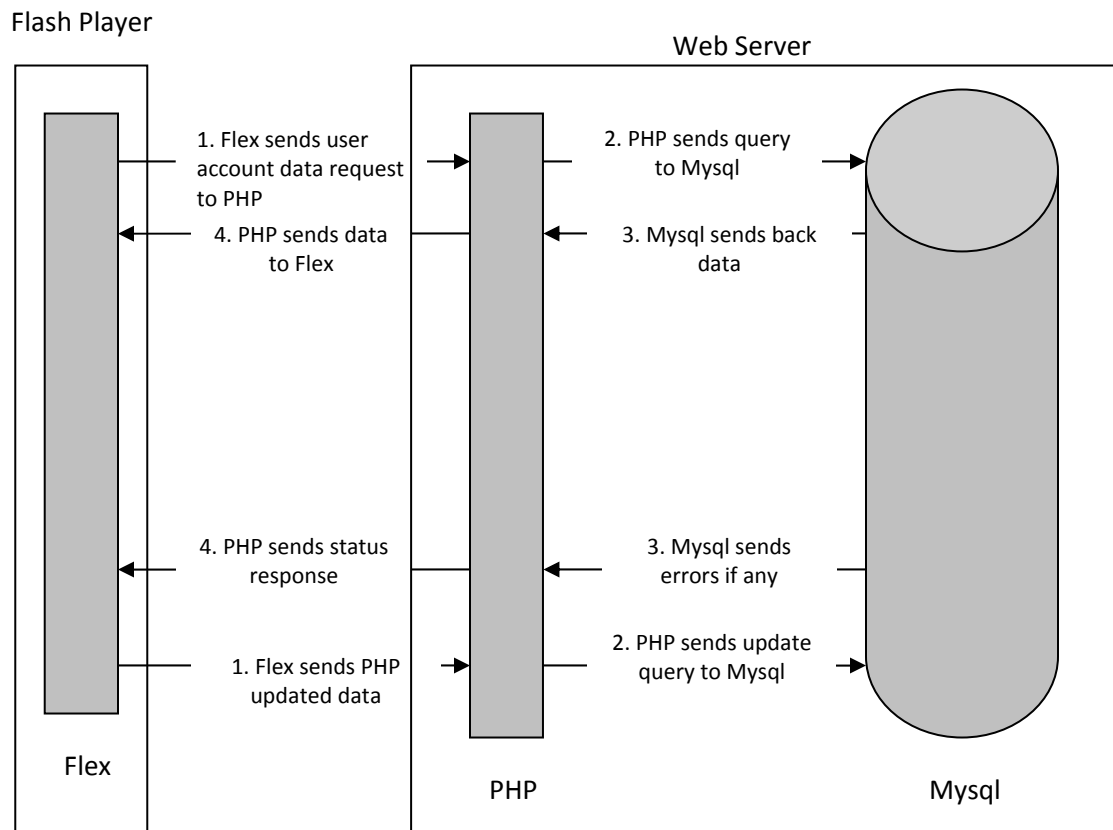 Flash Player
Web Server
1. Flex sends user
account data request
to PHP
2. PHP sends query
to Mysql
4. PHP sends data
to Flex
3. Mysql sends back
data
4. PHP sends status
response
3. Mysql sends
errors if any
1. Flex sends PHP
updated data
2. PHP sends update
query to Mysql
Flex
PHP
Mysql